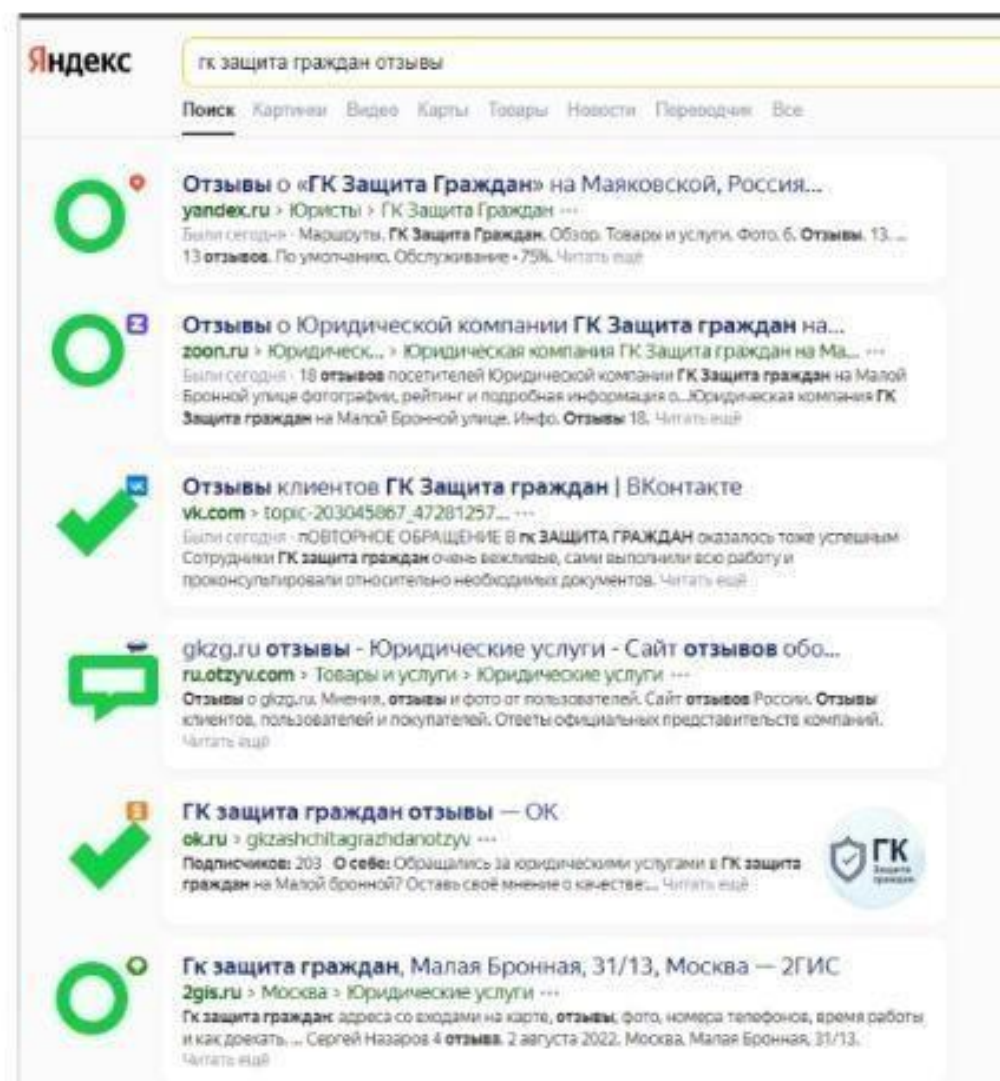 Яндекс
гк защита граждан отзывы
Поиск Картинки Видео Карты Товары Новости Переводчик Все
Отзывы о «ГК Защита Граждан» на Маяковской, Россия...
yandex.ru › Юристы › ГК Защита Граждан ···
Были сегодня · Маршруты. ГК Защита Граждан. Обзор. Товары и услуги. Фото. 6. Отзывы. 13. ...
13 отзывов. По умолчанию. Обслуживание • 75%. Читать ещё
Отзывы о Юридической компании ГК Защита граждан на...
zoon.ru › Юридическ... › Юридическая компания ГК Защита граждан на Ма... ···
Были сегодня · 18 отзывов посетителей Юридической компании ГК Защита граждан на Малой
Бронной улице фотографии, рейтинг и подробная информация о...Юридическая компания ГК
Защита граждан на Малой Бронной улице. Инфо. Отзывы 18. Читать ещё
Отзывы клиентов ГК Защита граждан | ВКонтакте
vk.com › topic-203045867_47281257... ···
Были сегодня · пОВТОРНОЕ ОБРАЩЕНИЕ В гк ЗАЩИТА ГРАЖДАН оказалось тоже успешным
Сотрудники ГК защита граждан очень вежливые, сами выполнили всю работу и
проконсультировали относительно необходимых документов. Читать ещё
gkzg.ru отзывы - Юридические услуги - Сайт отзывов обо...
ru.otzyv.com › Товары и услуги › Юридические услуги ···
Отзывы о gkzg.ru. Мнения, отзывы и фото от пользователей. Сайт отзывов России. Отзывы
клиентов, пользователей и покупателей. Ответы официальных представительств компаний.
Читать ещё
ГК защита граждан отзывы — ОК
ok.ru › gkzashchitagrazhdanotzyv ···
Подписчиков: 203 · О себе: Обращались за юридическими услугами в ГК защита
граждан на Малой бронной? Оставь своё мнение о качестве:... Читать ещё
ГК
Защита
граждан
Гк защита граждан, Малая Бронная, 31/13, Москва — 2ГИС
2gis.ru › Москва › Юридические услуги ···
Гк защита граждан: адреса со входами на карте, отзывы, фото, номера телефонов, время работы
и как доехать. ... Сергей Назаров 4 отзыва. 2 августа 2022. Москва, Малая Бронная, 31/13.
Читать ещё